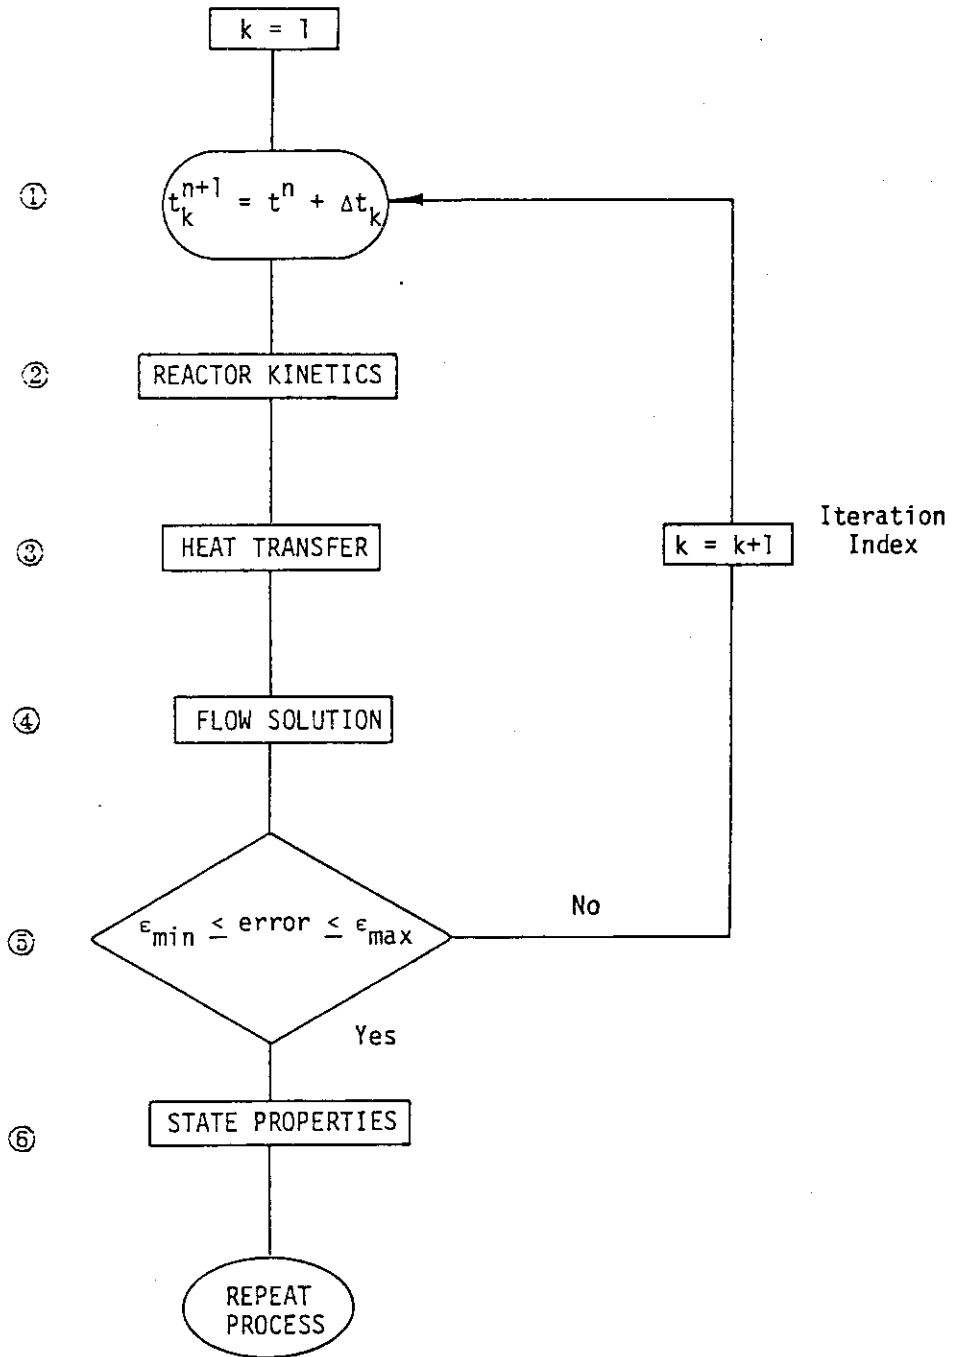 k = 1
①
t_k^{n+1} = t^n + Δt_k
②
REACTOR KINETICS
③
HEAT TRANSFER
k = k+1
Iteration
Index
④
FLOW SOLUTION
⑤
ε_min ≤ error ≤ ε_max
No
Yes
⑥
STATE PROPERTIES
REPEAT
PROCESS